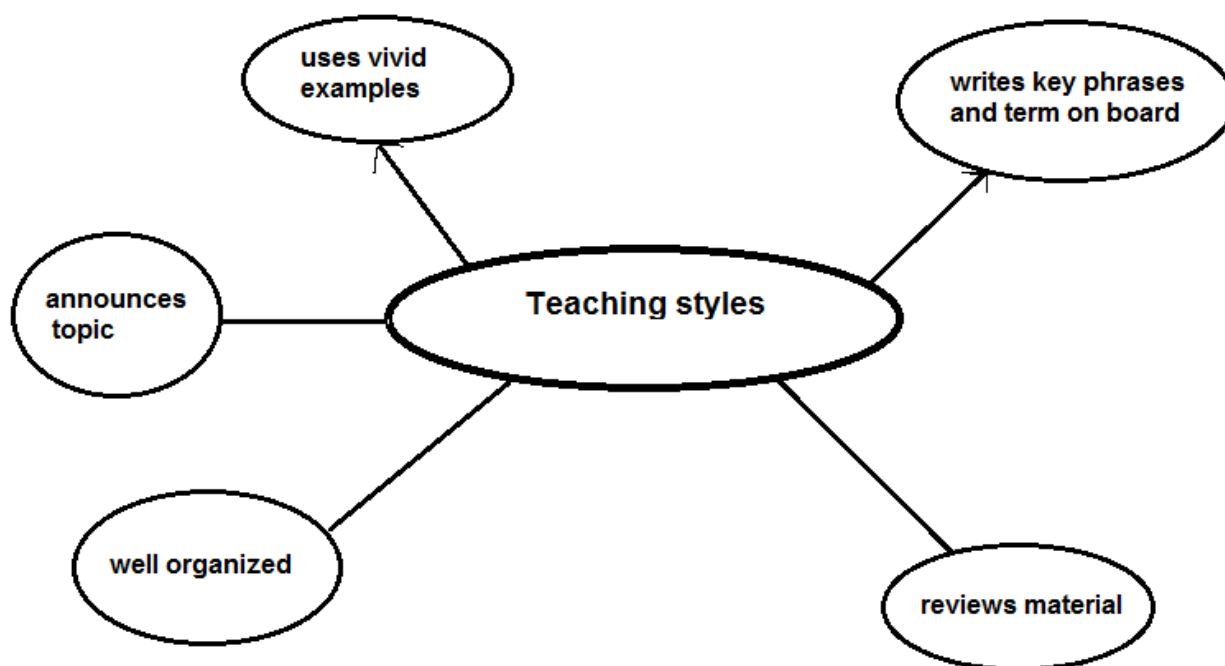 uses vivid
examples
writes key phrases
and term on board
announces
topic
Teaching styles
well organized
reviews material